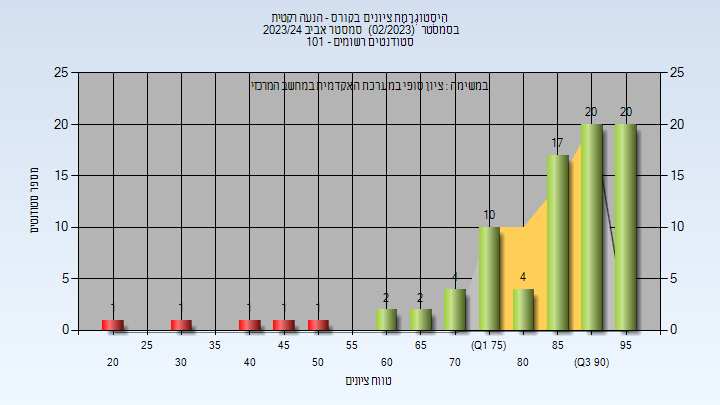 הִיסְטוֹגְרַמַּת ציונים בקורס - הנעה רקטית
בסמסטר (02/2023) סמסטר אביב 2023/24
סטודנטים רשומים - 101
במשימה : ציון סופי במערכת האקדמית במחשב המרכזי
מספר סטודנטים
25 25
20 20
15 15
10 10
5 5
0 0
1 1 1 1 1 2 2 4 10 4 17 20 20
25 35 45 55 65 (Q1 75) 85 95
20 30 40 50 60 70 80 (Q3 90)
טווח ציונים